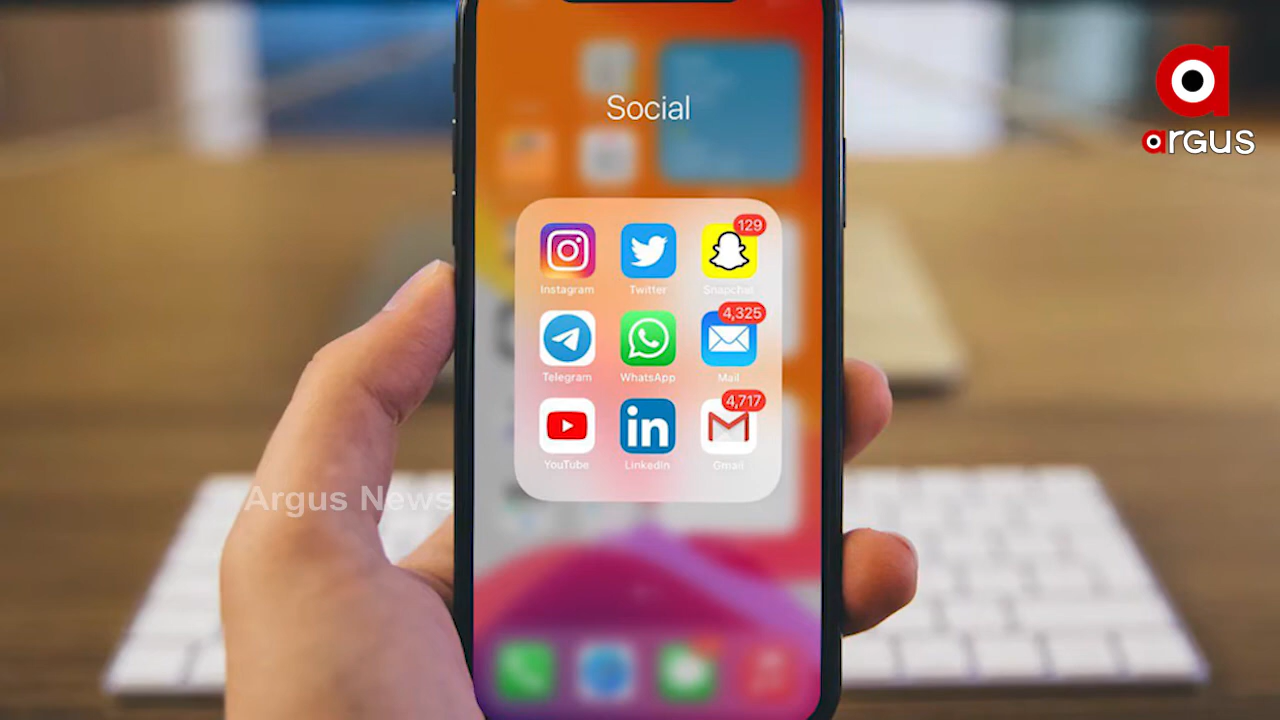 argus
Social
129
Instagram Twitter Snapchat
4,325
Telegram WhatsApp Mail
4,717
YouTube LinkedIn Gmail
Argus News